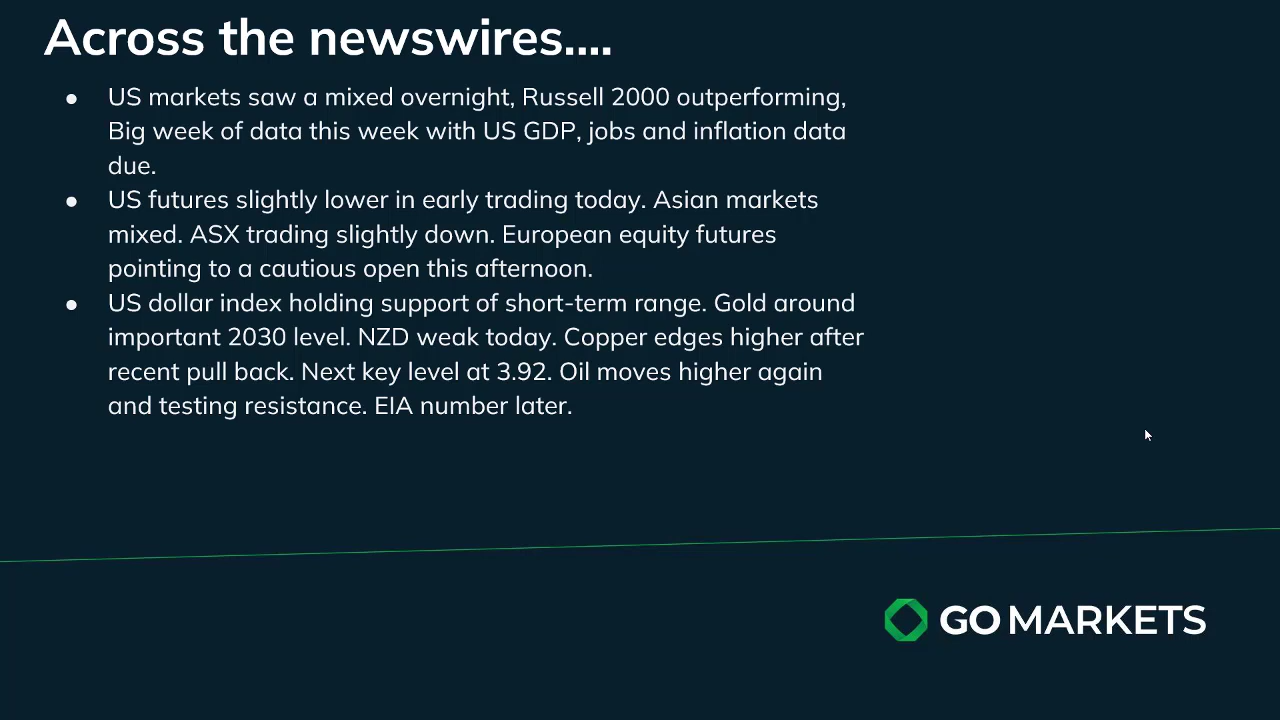 Across the newswires....
● US markets saw a mixed overnight, Russell 2000 outperforming,
Big week of data this week with US GDP, jobs and inflation data
due.
● US futures slightly lower in early trading today. Asian markets
mixed. ASX trading slightly down. European equity futures
pointing to a cautious open this afternoon.
● US dollar index holding support of short-term range. Gold around
important 2030 level. NZD weak today. Copper edges higher after
recent pull back. Next key level at 3.92. Oil moves higher again
and testing resistance. EIA number later.
GO MARKETS